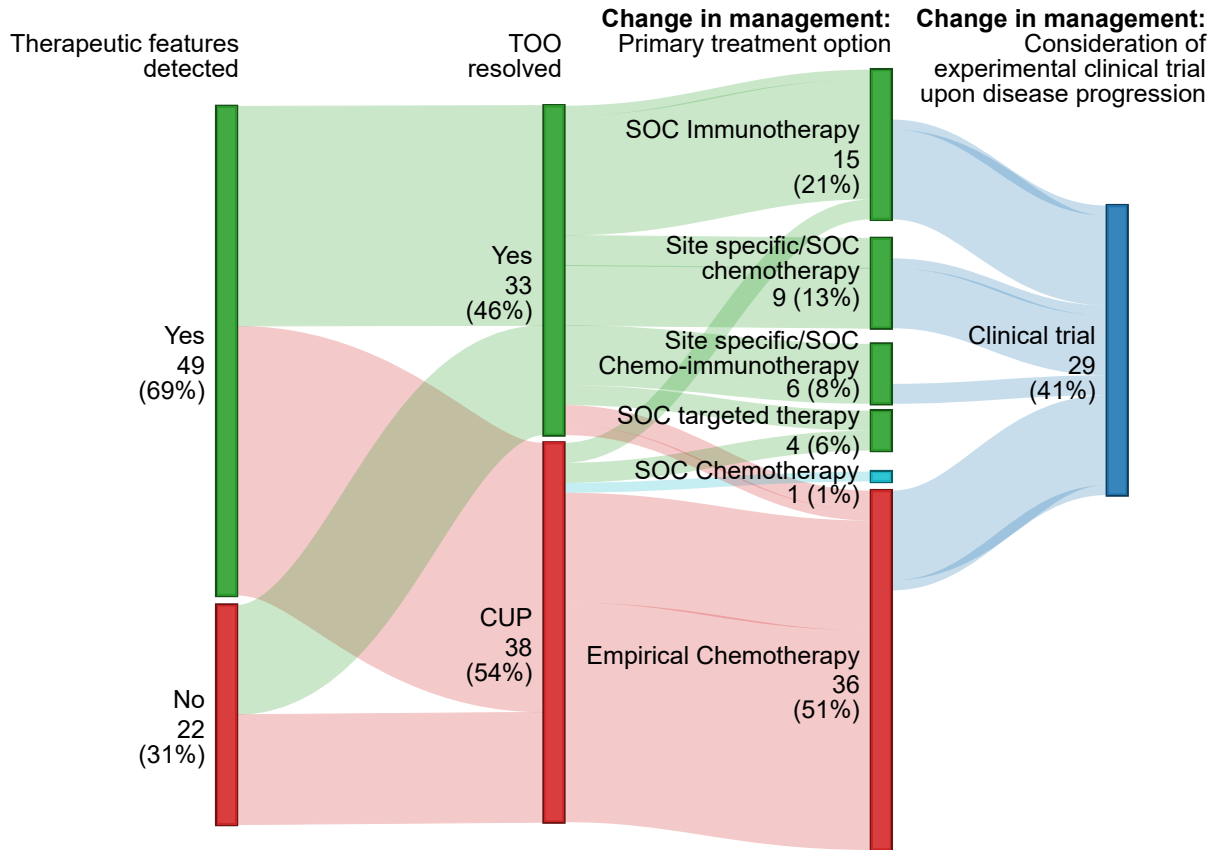 Therapeutic features
detected
TOO
resolved
Change in management:
Primary treatment option
Change in management:
Consideration of
experimental clinical trial
upon disease progression
Yes
49
(69%)
No
22
(31%)
Yes
33
(46%)
CUP
38
(54%)
SOC Immunotherapy
15
(21%)
Site specific/SOC
chemotherapy
9 (13%)
Site specific/SOC
Chemo-immunotherapy
6 (8%)
SOC targeted therapy
4 (6%)
SOC Chemotherapy
1 (1%)
Empirical Chemotherapy
36
(51%)
Clinical trial
29
(41%)